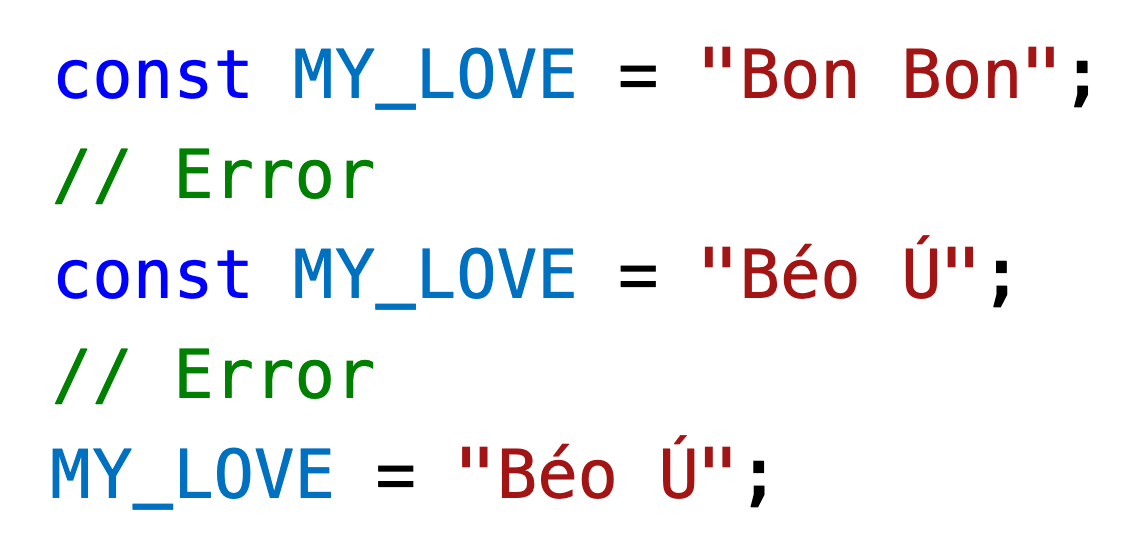 const MY_LOVE = "Bon Bon";
// Error
const MY_LOVE = "Béo Ú";
// Error
MY_LOVE = "Béo Ú";